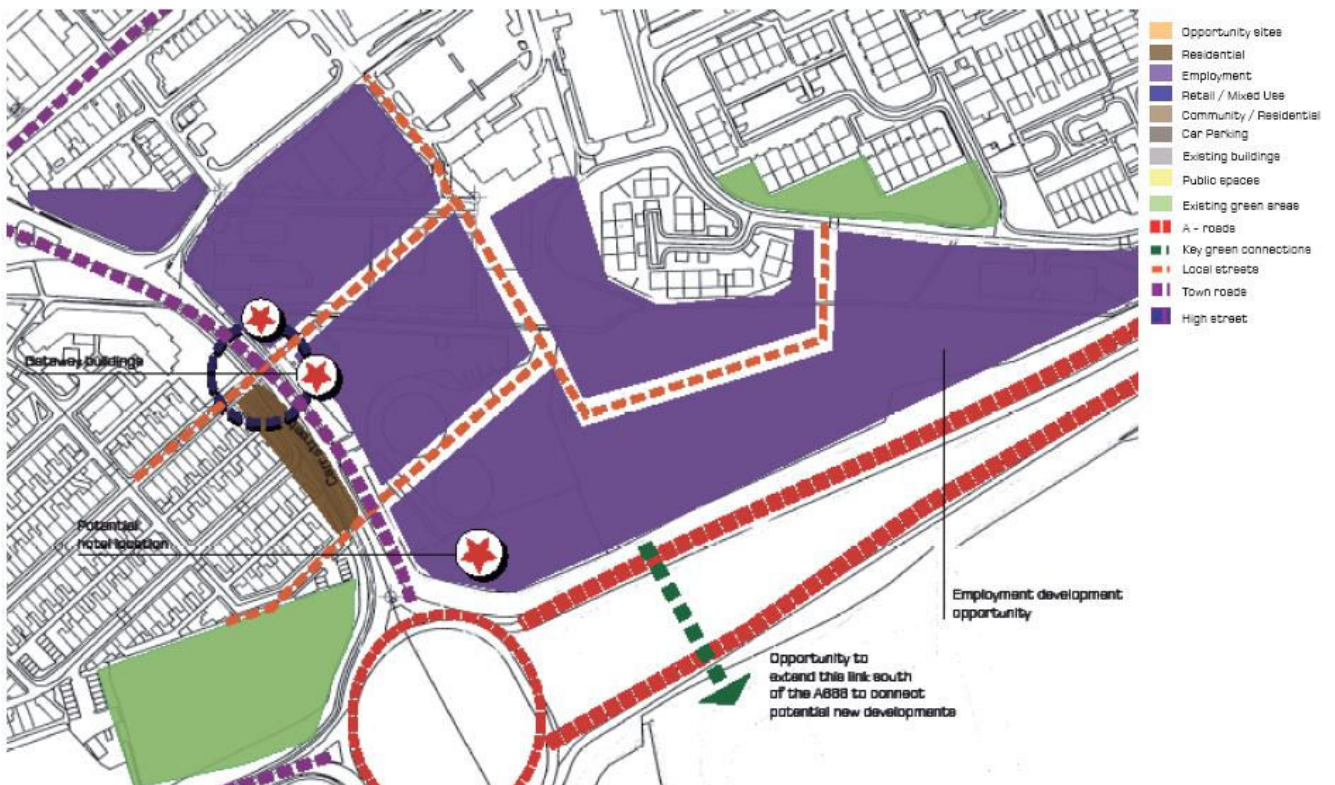 Opportunity sites
Residential
Employment
Retail / Mixed Use
Community / Residential
Car Parking
Existing buildings
Public spaces
Existing green areas
A - roads
Key green connections
Local streets
Town roads
High street
Gateway buildings
Potential
hotel location
Employment development
opportunity
Opportunity to
extend this link south
of the A688 to connect
potential new developments